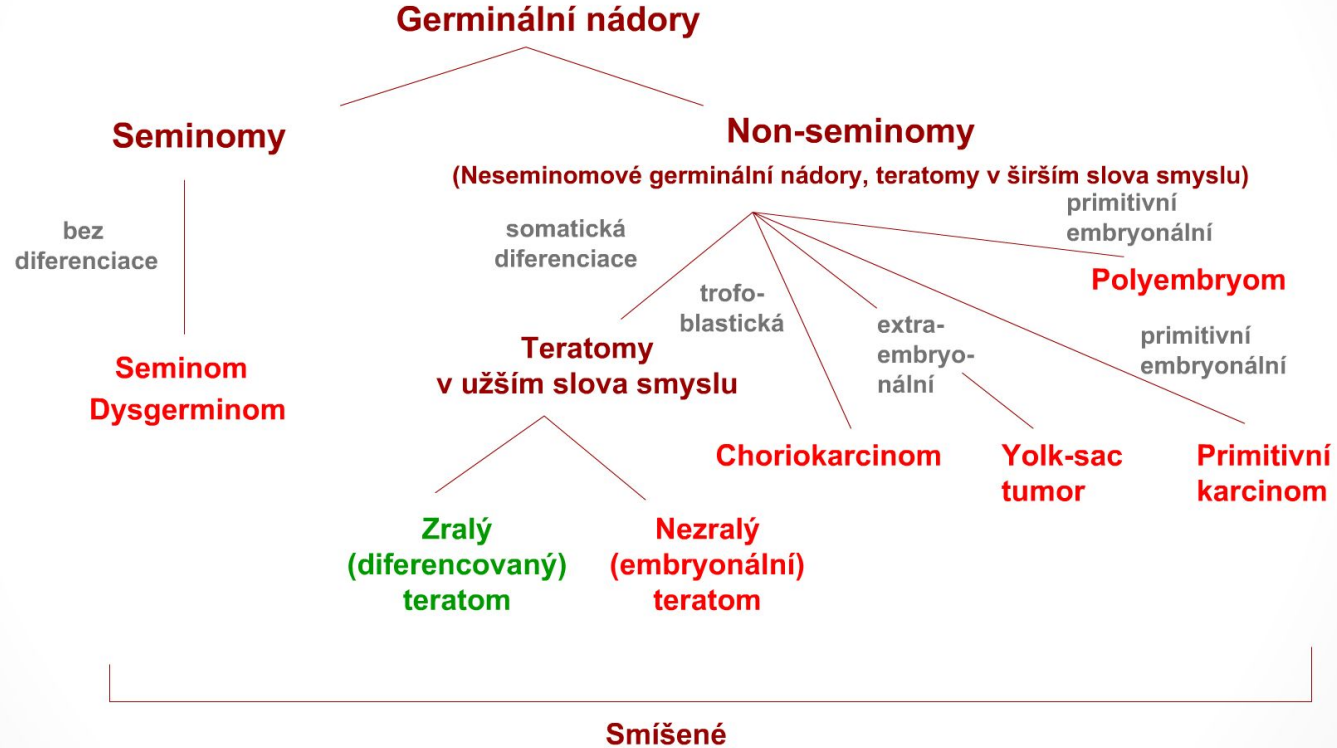 Germinální nádory
Seminomy
Non-seminomy
(Neseminomové germinální nádory, teratomy v širším slova smyslu)
bez
diferenciace
somatická
diferenciace
trofo-
blastická
extra-
embryo-
nální
primitivní
embryonální
Polyembryom
primitivní
embryonální
Seminom
Dysgerminom
Teratomy
v užším slova smyslu
Choriokarcinom
Yolk-sac
tumor
Primitivní
karcinom
Zralý
(diferencovaný)
teratom
Nezralý
(embryonální)
teratom
Smíšené